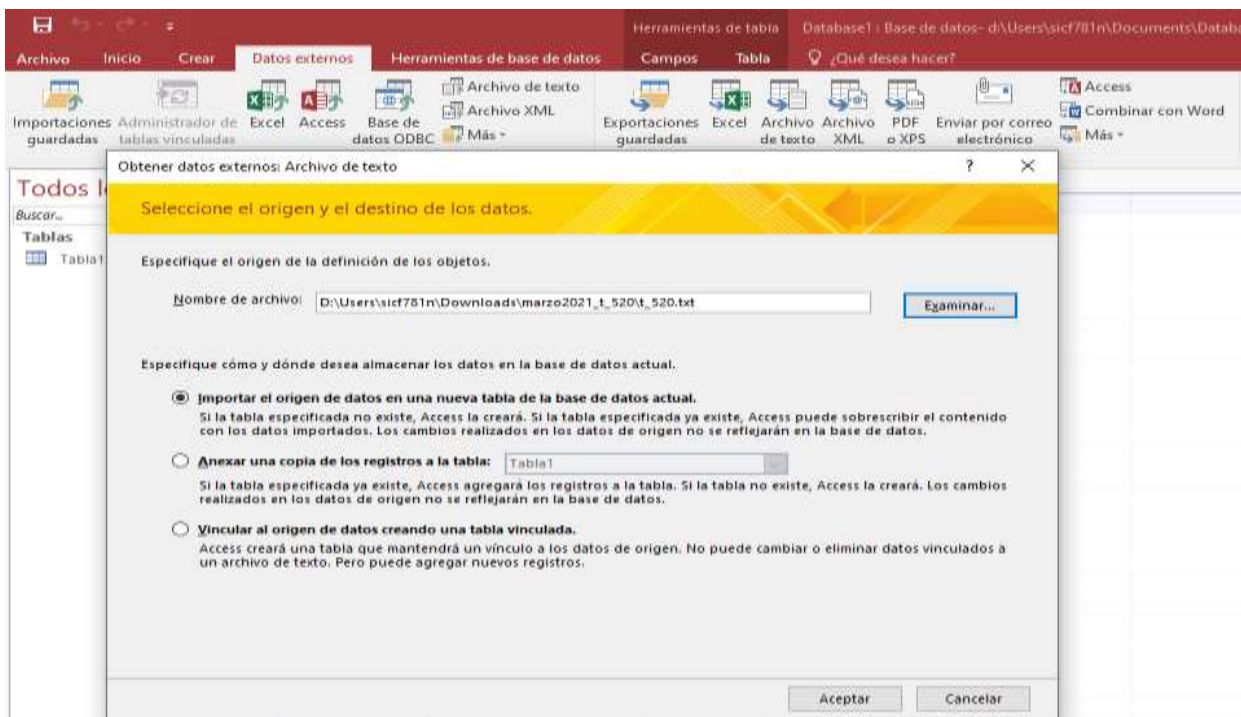 Herramientas de tabla
Database1 : Base de datos- d:\Users\sicf781n\Documents\Datab
Archivo Inicio Crear Datos externos Herramientas de base de datos Campos Tabla ¿Qué desea hacer?
Importaciones guardadas
Administrador de tablas vinculadas
Excel
Access
Base de datos ODBC
Archivo de texto
Archivo XML
Más
Exportaciones guardadas
Excel
Archivo de texto
Archivo XML
PDF o XPS
Enviar por correo electrónico
Access
Combinar con Word
Más
Todos l
Buscar...
Tablas
Tabla1
Obtener datos externos: Archivo de texto
?
Seleccione el origen y el destino de los datos.
Especifique el origen de la definición de los objetos.
Nombre de archivo: D:\Users\sicf781n\Downloads\marzo2021_t_520\t_520.txt Examinar...
Especifique cómo y dónde desea almacenar los datos en la base de datos actual.
Importar el origen de datos en una nueva tabla de la base de datos actual.
Si la tabla especificada no existe, Access la creará. Si la tabla especificada ya existe, Access puede sobrescribir el contenido
con los datos importados. Los cambios realizados en los datos de origen no se reflejarán en la base de datos.
Anexar una copia de los registros a la tabla: Tabla1
Si la tabla especificada ya existe, Access agregará los registros a la tabla. Si la tabla no existe, Access la creará. Los cambios
realizados en los datos de origen no se reflejarán en la base de datos.
Vincular al origen de datos creando una tabla vinculada.
Access creará una tabla que mantendrá un vínculo a los datos de origen. No puede cambiar o eliminar datos vinculados a
un archivo de texto. Pero puede agregar nuevos registros.
Aceptar Cancelar